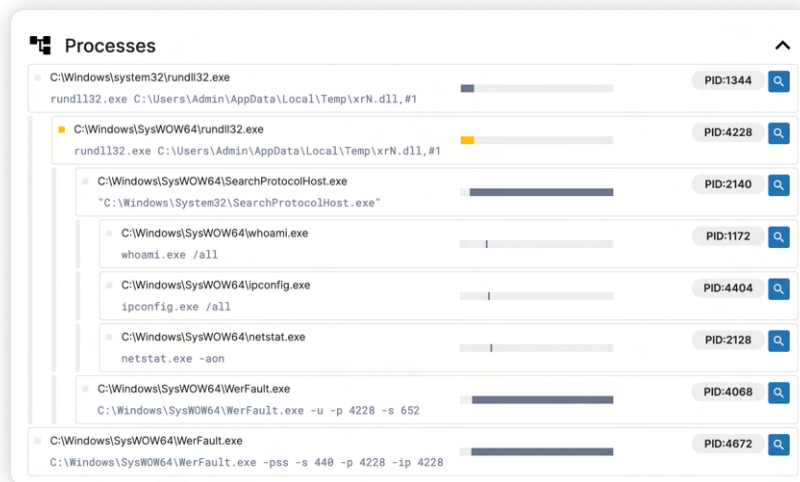 Processes
C:\Windows\system32\rundll32.exe
rundll32.exe C:\Users\Admin\AppData\Local\Temp\xrN.dll,#1
PID:1344
C:\Windows\SysWOW64\rundll32.exe
rundll32.exe C:\Users\Admin\AppData\Local\Temp\xrN.dll,#1
PID:4228
C:\Windows\SysWOW64\SearchProtocolHost.exe
"C:\Windows\System32\SearchProtocolHost.exe"
PID:2140
C:\Windows\SysWOW64\whoami.exe
whoami.exe /all
PID:1172
C:\Windows\SysWOW64\ipconfig.exe
ipconfig.exe /all
PID:4404
C:\Windows\SysWOW64\netstat.exe
netstat.exe -aon
PID:2128
C:\Windows\SysWOW64\WerFault.exe
C:\Windows\SysWOW64\WerFault.exe -u -p 4228 -s 652
PID:4068
C:\Windows\SysWOW64\WerFault.exe
C:\Windows\SysWOW64\WerFault.exe -pss -s 440 -p 4228 -ip 4228
PID:4672